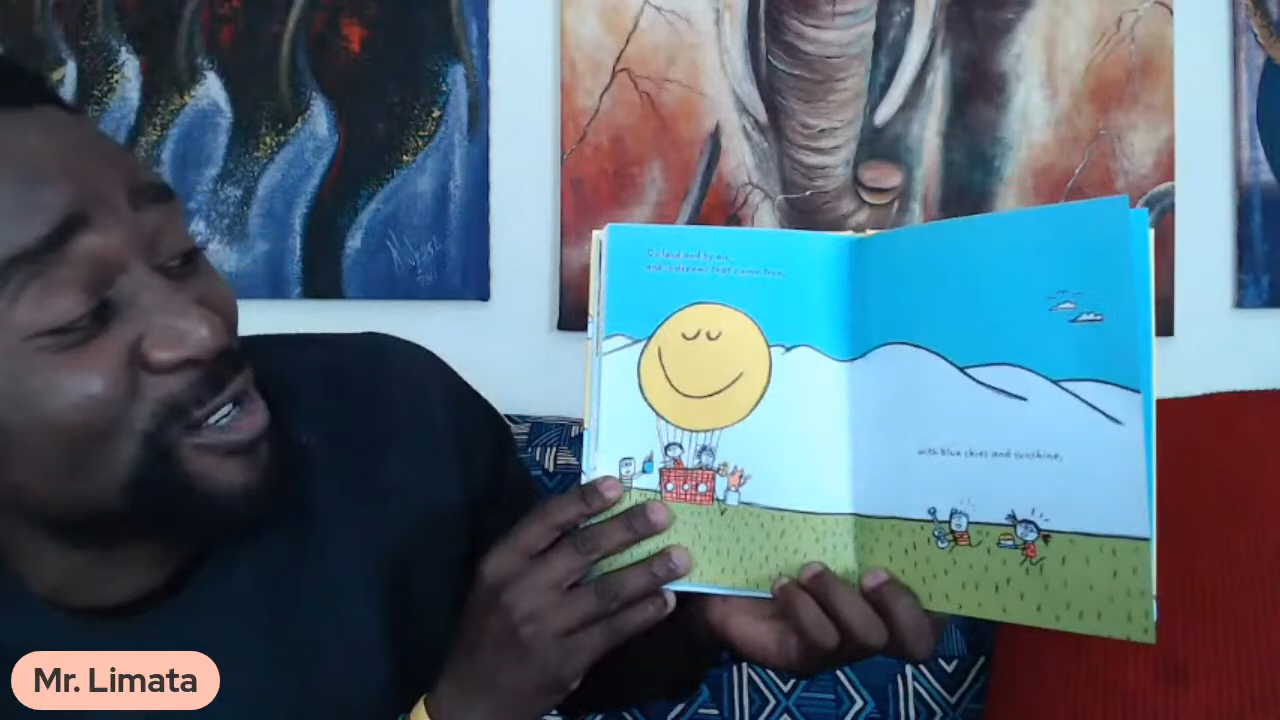 On land and by air,
and in dreams that come true,
with blue skies and sunshine,
Mr. Limata